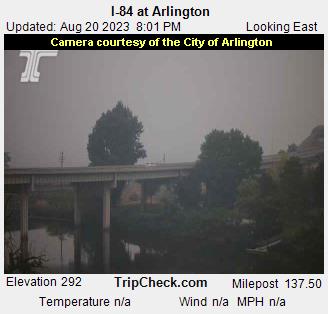 I-84 at Arlington
Updated: Aug 20 2023 8:01 PM Looking East
Camera courtesy of the City of Arlington
Elevation 292 TripCheck.com Milepost 137.50
Temperature n/a Wind n/a MPH n/a